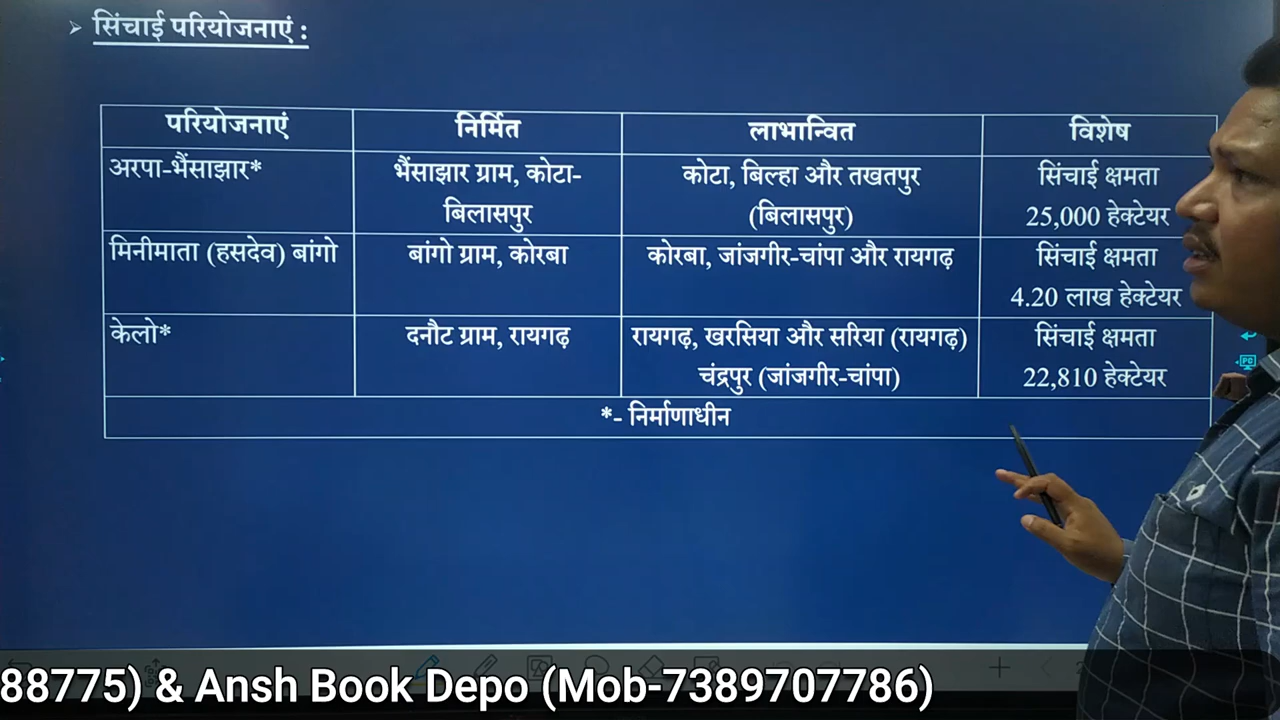 ➢ सिंचाई परियोजनाएं :
परियोजनाएं निर्मित लाभान्वित विशेष
अरपा-भैंसाझार* भैंसाझार ग्राम, कोटा- कोटा, बिल्हा और तखतपुर सिंचाई क्षमता
बिलासपुर (बिलासपुर) 25,000 हेक्टेयर
मिनीमाता (हसदेव) बांगो बांगो ग्राम, कोरबा कोरबा, जांजगीर-चांपा और रायगढ़ सिंचाई क्षमता
4.20 लाख हेक्टेयर
केलो* दनौट ग्राम, रायगढ़ रायगढ़, खरसिया और सरिया (रायगढ़) सिंचाई क्षमता
चंद्रपुर (जांजगीर-चांपा) 22,810 हेक्टेयर
*- निर्माणाधीन
88775) & Ansh Book Depo (Mob-7389707786)